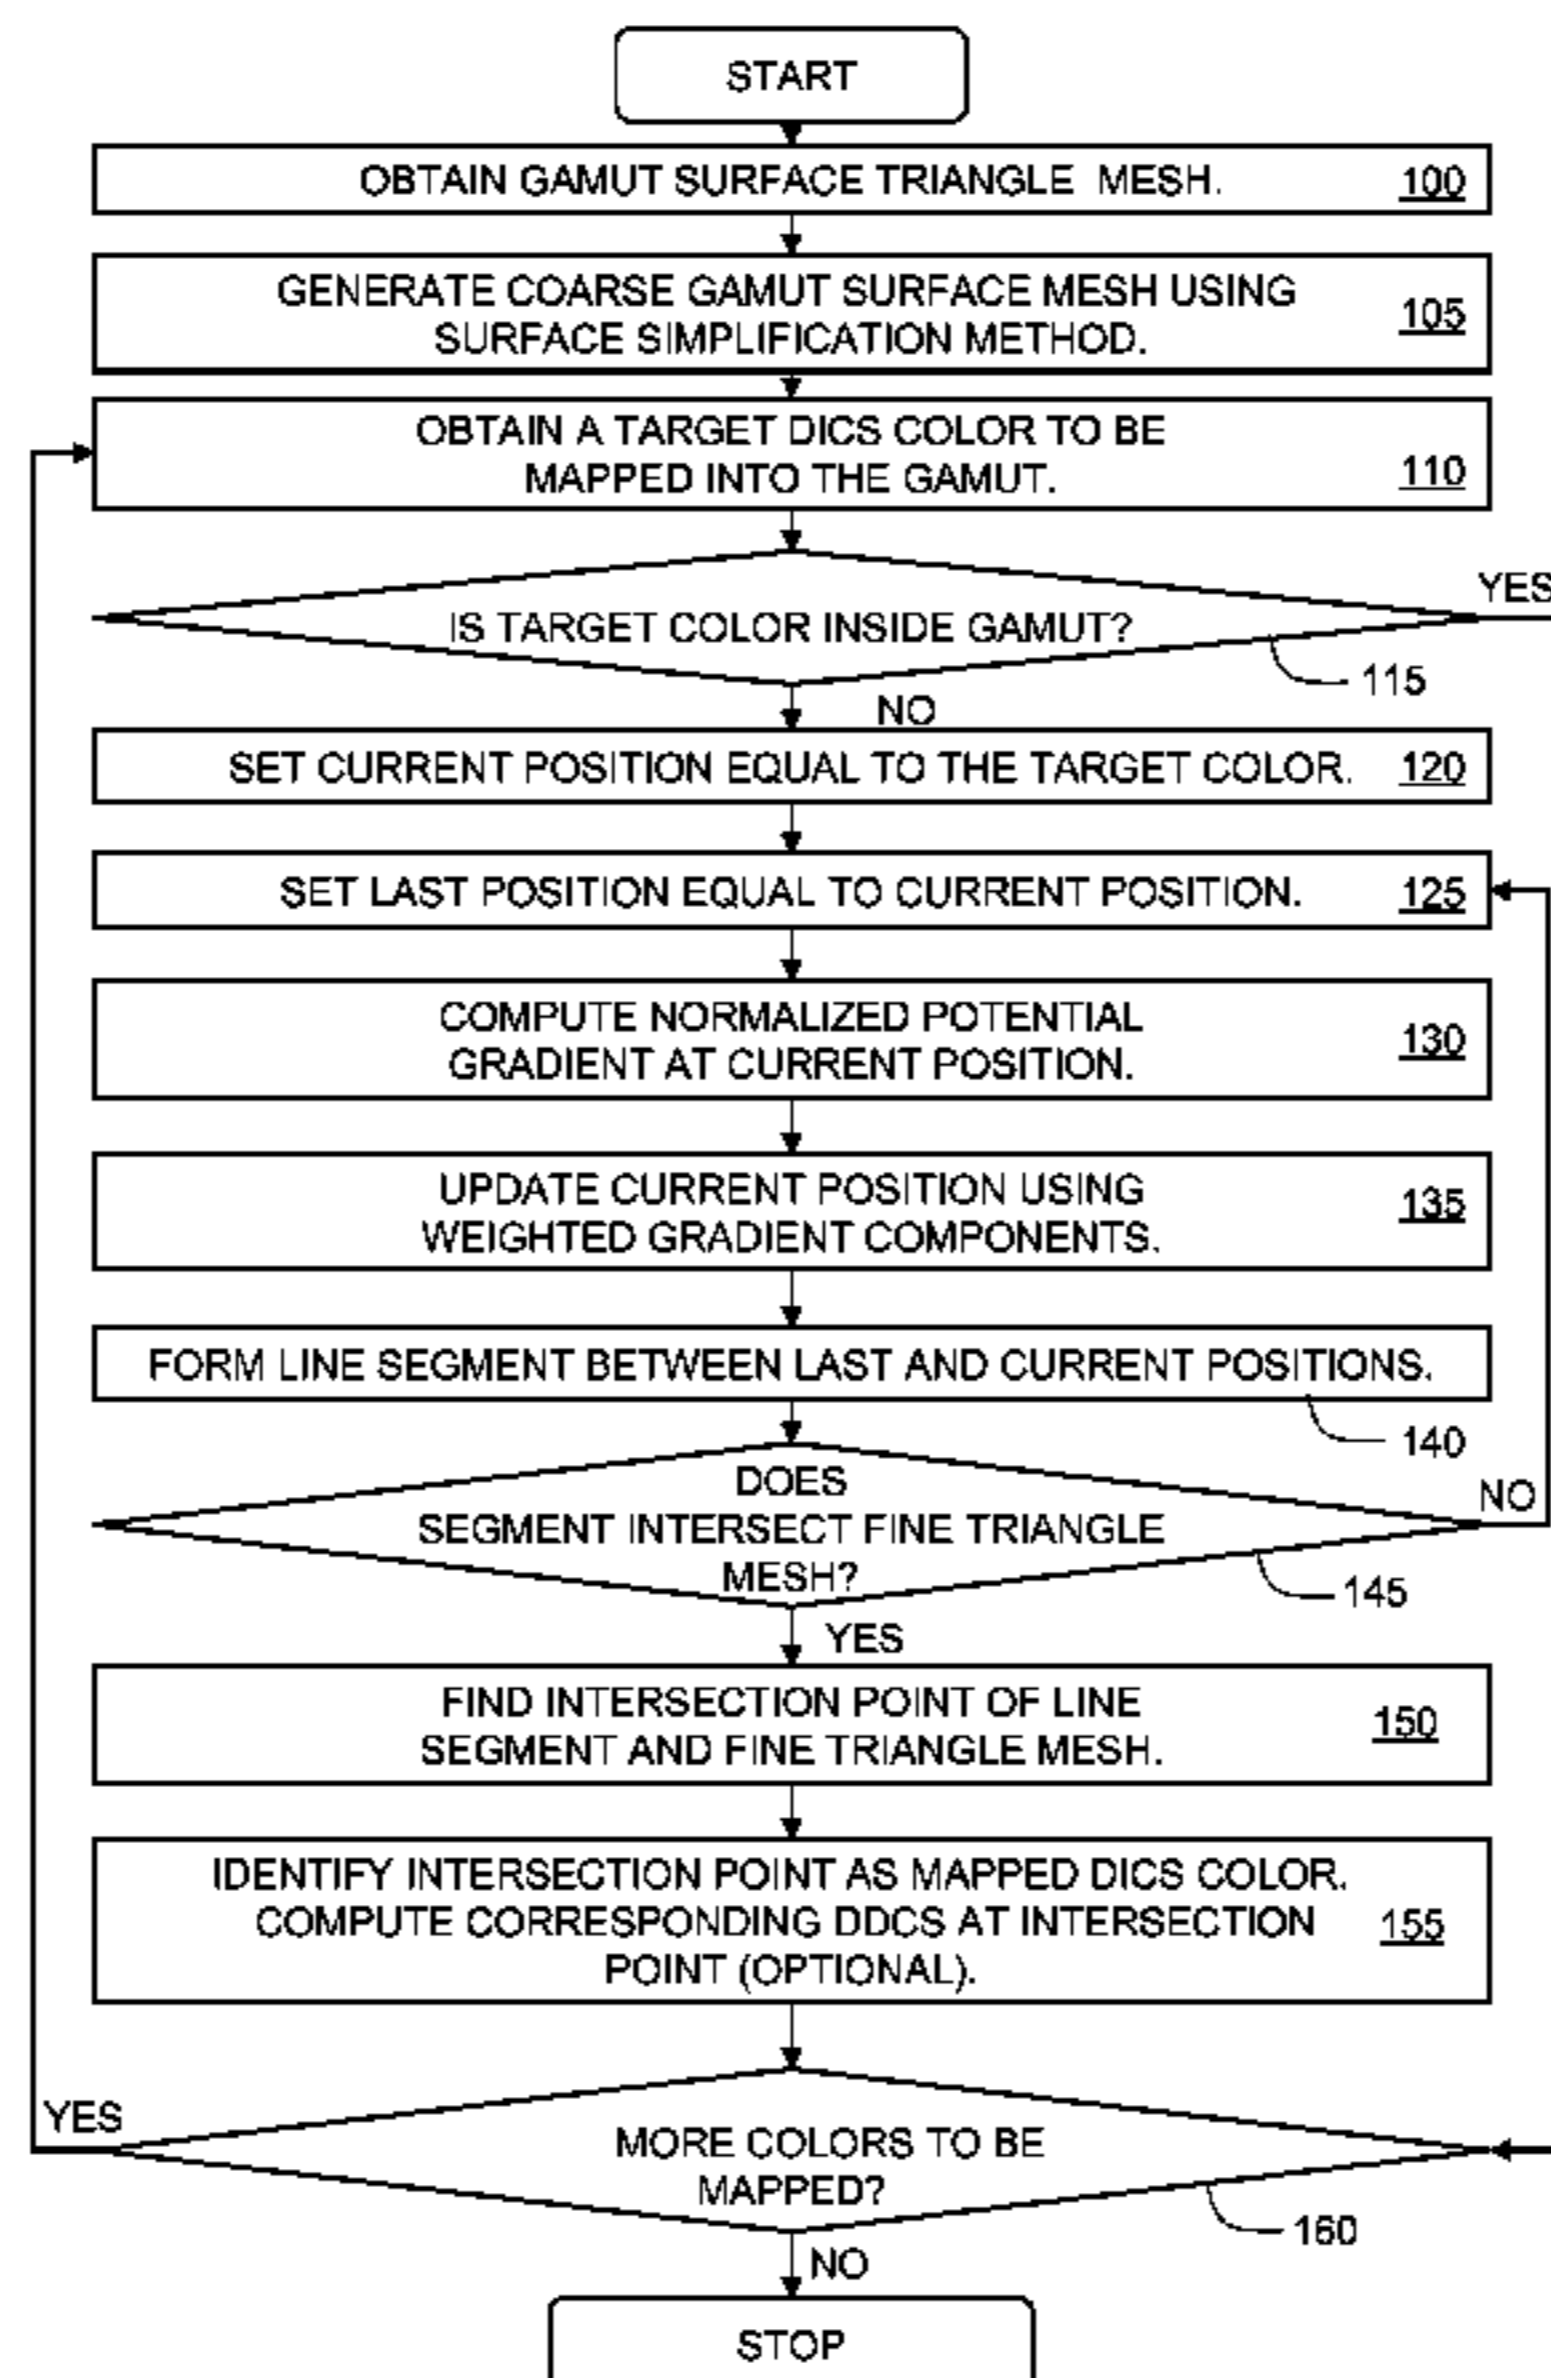 START
OBTAIN GAMUT SURFACE TRIANGLE MESH. 100
GENERATE COARSE GAMUT SURFACE MESH USING
SURFACE SIMPLIFICATION METHOD. 105
OBTAIN A TARGET DICS COLOR TO BE
MAPPED INTO THE GAMUT. 110
YES
IS TARGET COLOR INSIDE GAMUT?
115
NO
SET CURRENT POSITION EQUAL TO THE TARGET COLOR. 120
SET LAST POSITION EQUAL TO CURRENT POSITION. 125
COMPUTE NORMALIZED POTENTIAL
GRADIENT AT CURRENT POSITION. 130
UPDATE CURRENT POSITION USING
WEIGHTED GRADIENT COMPONENTS. 135
FORM LINE SEGMENT BETWEEN LAST AND CURRENT POSITIONS.
140
DOES
SEGMENT INTERSECT FINE TRIANGLE
MESH?
NO
145
YES
FIND INTERSECTION POINT OF LINE
SEGMENT AND FINE TRIANGLE MESH. 150
IDENTIFY INTERSECTION POINT AS MAPPED DICS COLOR.
COMPUTE CORRESPONDING DDCS AT INTERSECTION 155
POINT (OPTIONAL).
YES
MORE COLORS TO BE
MAPPED?
160
NO
STOP